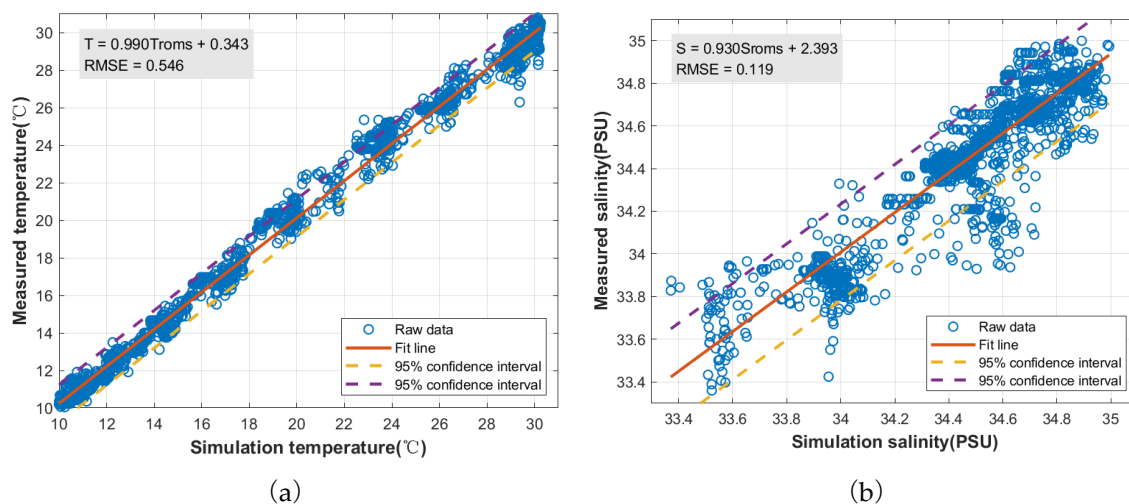 T = 0.990Troms + 0.343
RMSE = 0.546
30
28
26
24
22
20
18
16
14
12
10
Measured temperature(℃)
Raw data
Fit line
95% confidence interval
95% confidence interval
10 12 14 16 18 20 22 24 26 28 30
Simulation temperature(℃)
(a)
S = 0.930Sroms + 2.393
RMSE = 0.119
35
34.8
34.6
34.4
34.2
34
33.8
33.6
33.4
Measured salinity(PSU)
Raw data
Fit line
95% confidence interval
95% confidence interval
33.4 33.6 33.8 34 34.2 34.4 34.6 34.8 35
Simulation salinity(PSU)
(b)